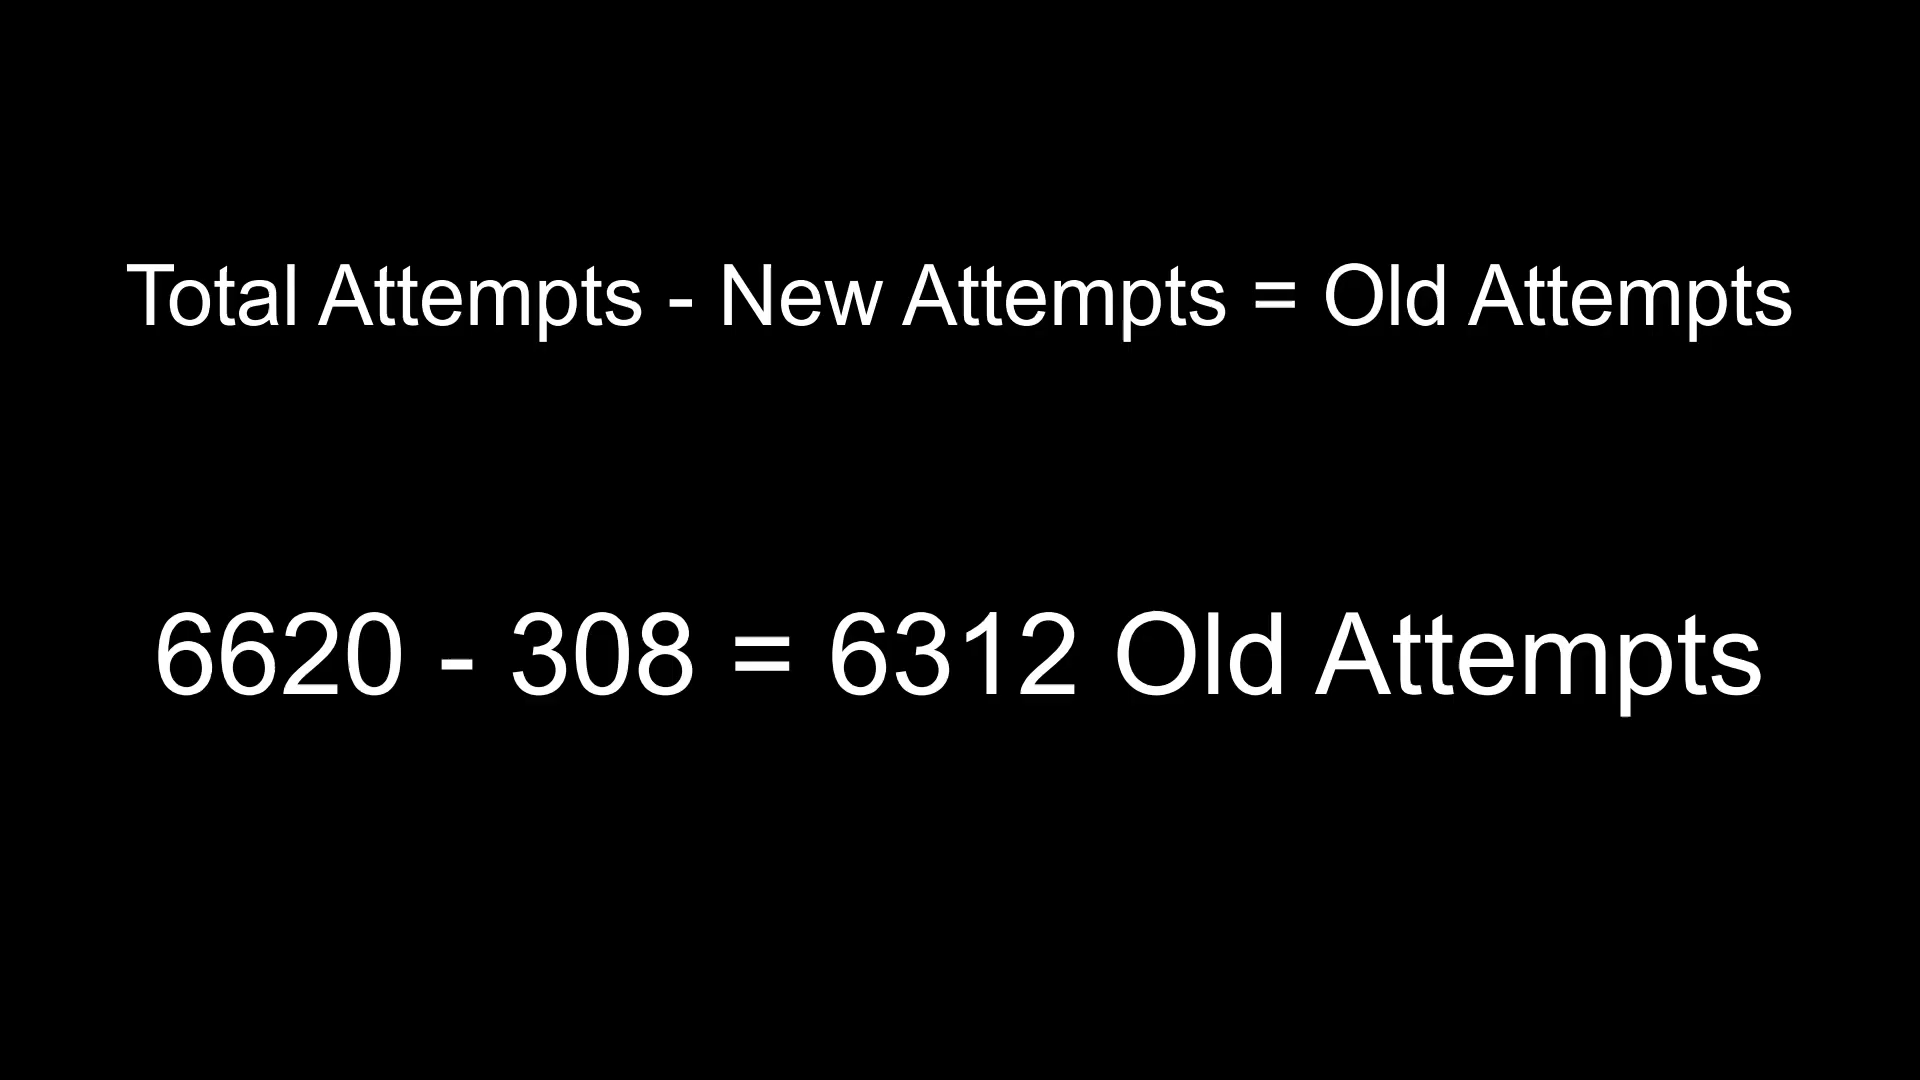 Total Attempts - New Attempts = Old Attempts
6620 - 308 = 6312 Old Attempts